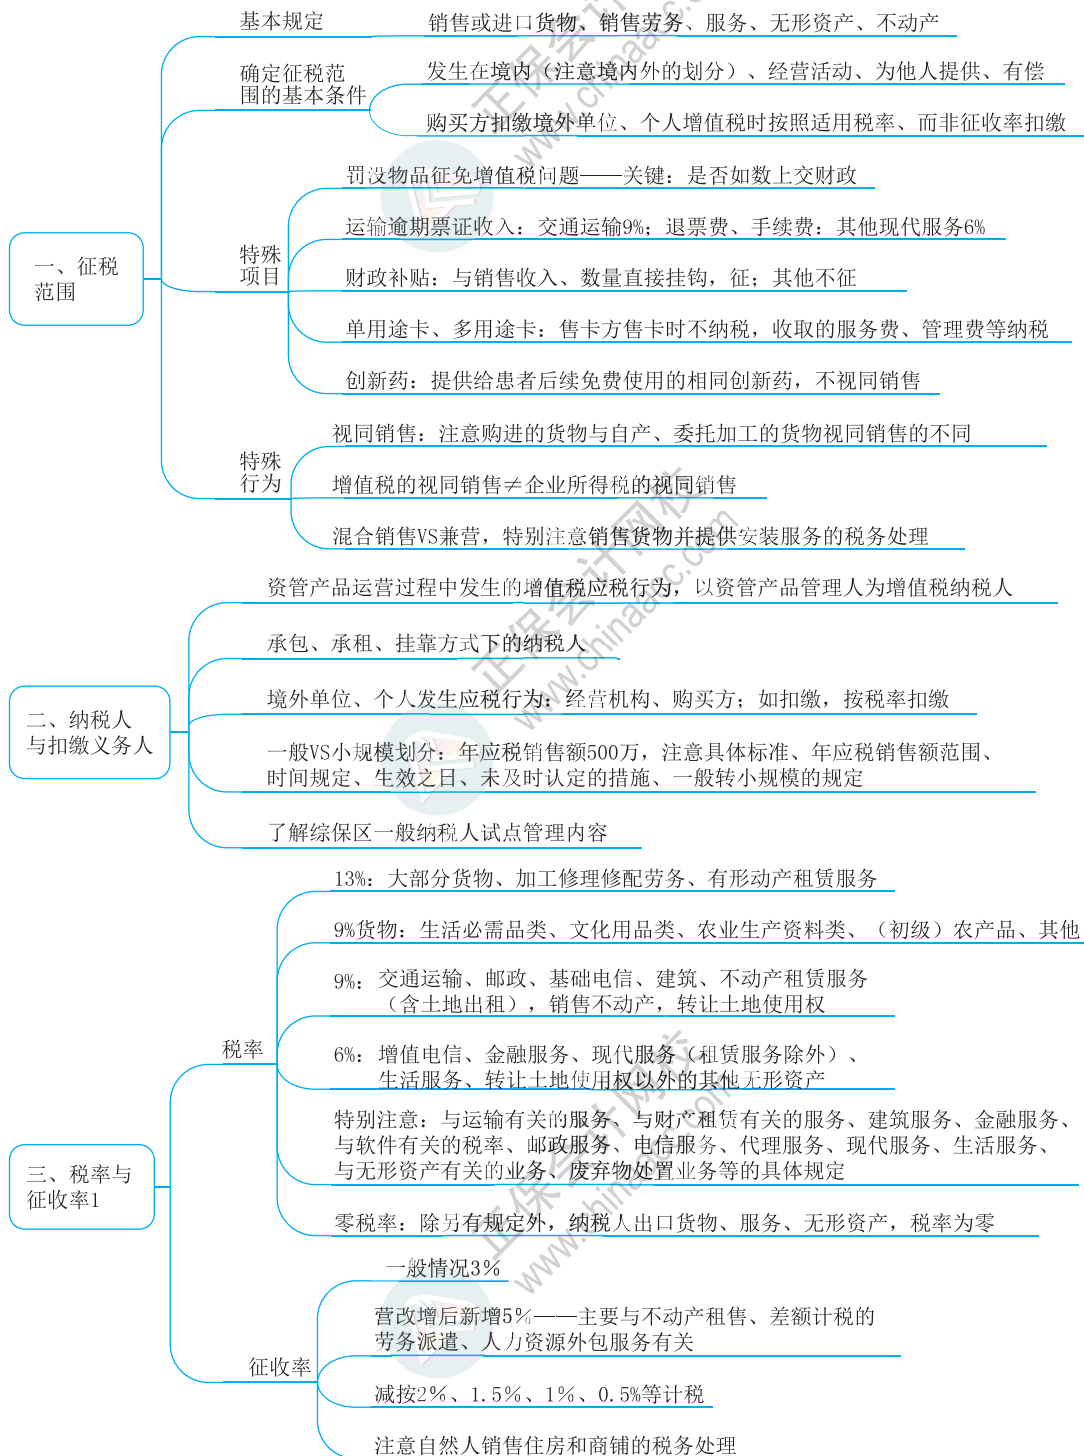 基本规定
销售或进口货物、销售劳务、服务、无形资产、不动产
确定征税范
围的基本条件
发生在境内（注意境内外的划分）、经营活动、为他人提供、有偿
购买方扣缴境外单位、个人增值税时按照适用税率、而非征收率扣缴
一、征税
范围
特殊
项目
罚没物品征免增值税问题——关键：是否如数上交财政
运输逾期票证收入：交通运输9%；退票费、手续费：其他现代服务6%
财政补贴：与销售收入、数量直接挂钩，征；其他不征
单用途卡、多用途卡：售卡方售卡时不纳税，收取的服务费、管理费等纳税
创新药：提供给患者后续免费使用的相同创新药，不视同销售
特殊
行为
视同销售：注意购进的货物与自产、委托加工的货物视同销售的不同
增值税的视同销售≠企业所得税的视同销售
混合销售VS兼营，特别注意销售货物并提供安装服务的税务处理
二、纳税人
与扣缴义务人
资管产品运营过程中发生的增值税应税行为，以资管产品管理人为增值税纳税人
承包、承租、挂靠方式下的纳税人
境外单位、个人发生应税行为：经营机构、购买方；如扣缴，按税率扣缴
一般VS小规模划分：年应税销售额500万，注意具体标准、年应税销售额范围、
时间规定、生效之日、未及时认定的措施、一般转小规模的规定
了解综保区一般纳税人试点管理内容
三、税率与
征收率1
税率
13%：大部分货物、加工修理修配劳务、有形动产租赁服务
9%货物：生活必需品类、文化用品类、农业生产资料类、（初级）农产品、其他
9%：交通运输、邮政、基础电信、建筑、不动产租赁服务
（含土地出租），销售不动产，转让土地使用权
6%：增值电信、金融服务、现代服务（租赁服务除外）、
生活服务、转让土地使用权以外的其他无形资产
特别注意：与运输有关的服务、与财产租赁有关的服务、建筑服务、金融服务、
与软件有关的税率、邮政服务、电信服务、代理服务、现代服务、生活服务、
与无形资产有关的业务、废弃物处置业务等的具体规定
零税率：除另有规定外，纳税人出口货物、服务、无形资产，税率为零
征收率
一般情况3%
营改增后新增5%——主要与不动产租售、差额计税的
劳务派遣、人力资源外包服务有关
减按2%、1.5%、1%、0.5%等计税
注意自然人销售住房和商铺的税务处理
正保会计网校
www.chinaacc.com
正保会计网校
www.chinaacc.com
正保会计网校
www.chinaacc.com